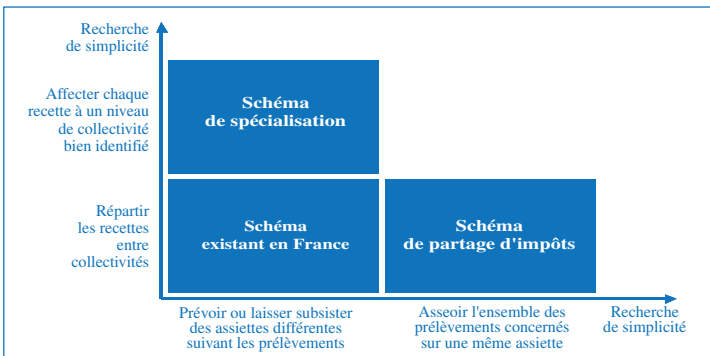 Recherche
de simplicité
Affecter chaque
recette à un niveau
de collectivité
bien identifié
Schéma
de spécialisation
Répartir
les recettes
entre
collectivités
Schéma
existant en France
Schéma
de partage d'impôts
Prévoir ou laisser subsister
des assiettes différentes
suivant les prélèvements
Asseoir l'ensemble des
prélèvements concernés
sur une même assiette
Recherche
de simplicité